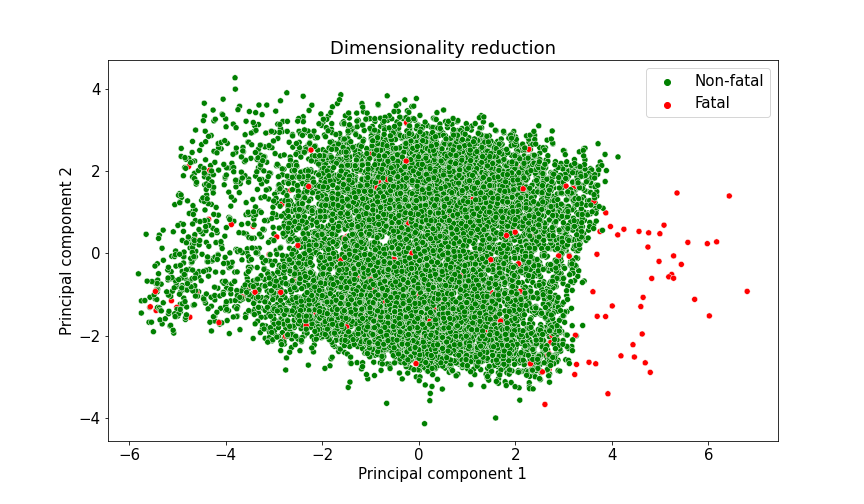 Dimensionality reduction
Non-fatal
Fatal
4
2
0
−2
−4
Principal component 2
−6
−4
−2
0
2
4
6
Principal component 1